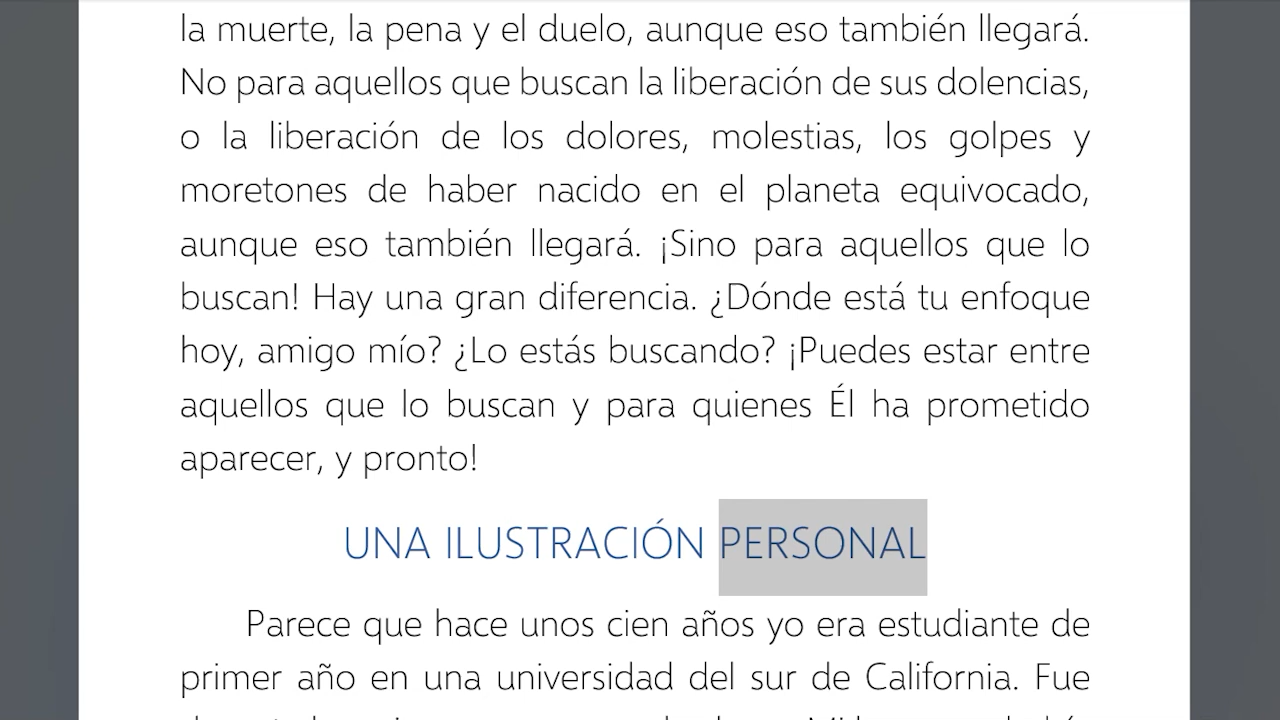 la muerte, la pena y el duelo, aunque eso también llegará.
No para aquellos que buscan la liberación de sus dolencias,
o la liberación de los dolores, molestias, los golpes y
moretones de haber nacido en el planeta equivocado,
aunque eso también llegará. ¡Sino para aquellos que lo
buscan! Hay una gran diferencia. ¿Dónde está tu enfoque
hoy, amigo mío? ¿Lo estás buscando? ¡Puedes estar entre
aquellos que lo buscan y para quienes Él ha prometido
aparecer, y pronto!
UNA ILUSTRACIÓN PERSONAL
Parece que hace unos cien años yo era estudiante de
primer año en una universidad del sur de California. Fue